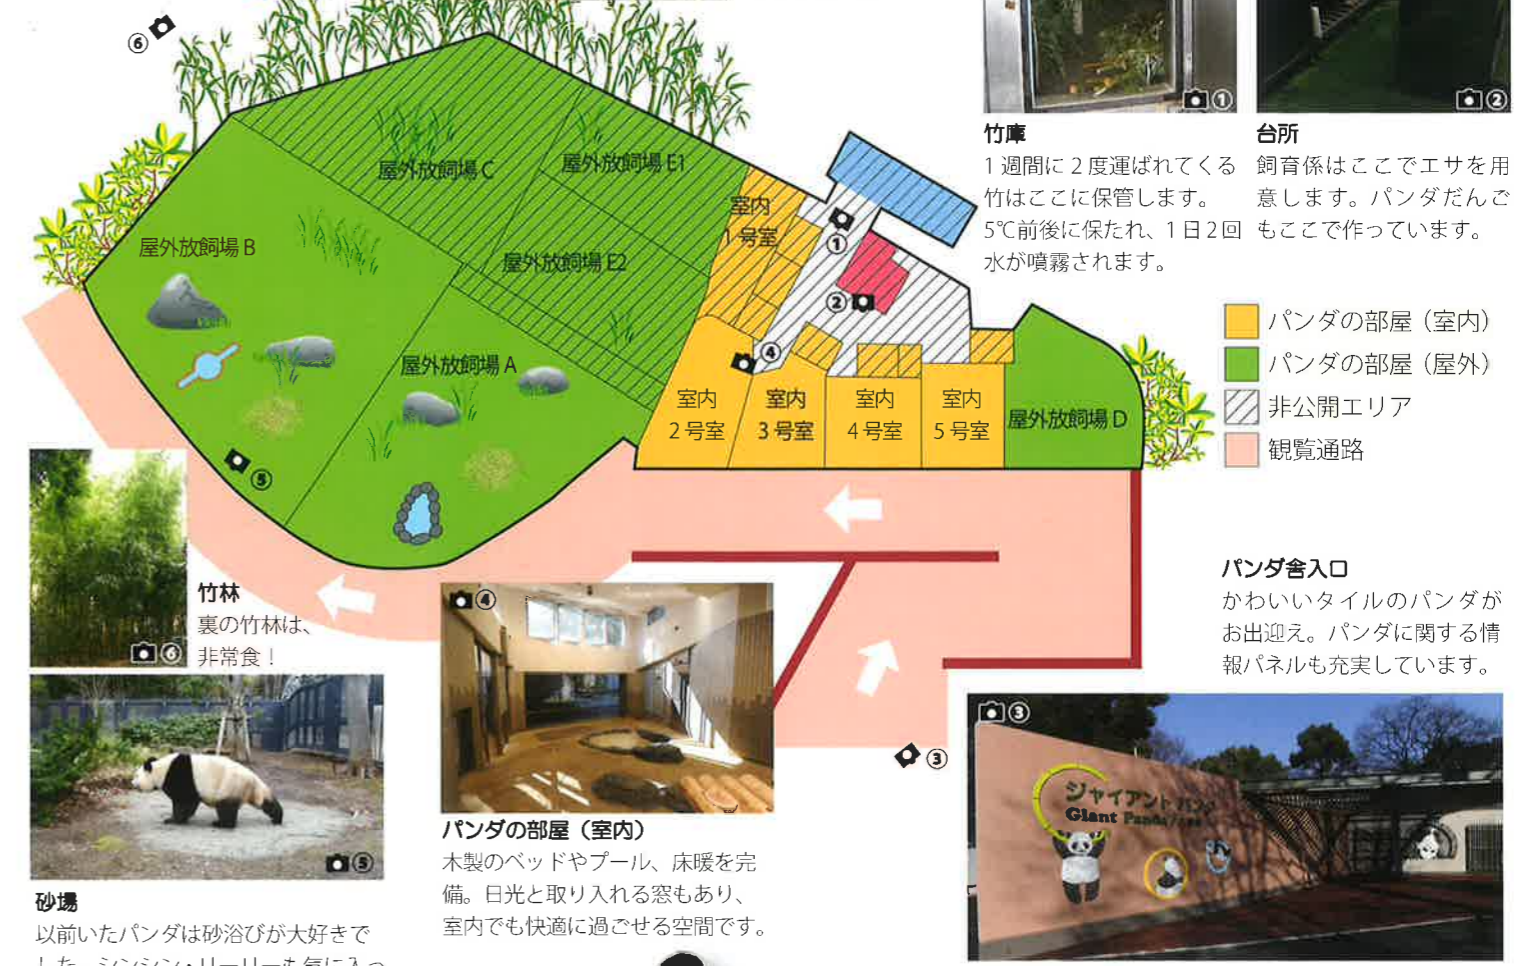 ⑥
①
②
竹庫
1週間に2度運ばれてくる
竹はここに保管します。
5℃前後に保たれ、1日2回
水が噴霧されます。
台所
飼育係はここでエサを用
意します。パンダだんご
もここで作っています。
屋外放飼場C
屋外放飼場E1
屋外放飼場B
屋外放飼場E2
屋外放飼場A
室内
1号室
①
②
④
室内
2号室
室内
3号室
室内
4号室
室内
5号室
屋外放飼場D
パンダの部屋(室内)
パンダの部屋(屋外)
非公開エリア
観覧通路
⑤
竹林
裏の竹林は、
非常食!
⑥
④
パンダの部屋(室内)
木製のベッドやプール、床暖を完
備。日光と取り入れる窓もあり、
室内でも快適に過ごせる空間です。
⑤
砂場
以前いたパンダは砂浴びが大好きで
した。シンシン・リーリーも気に入っ
③
パンダ舎入口
かわいいタイルのパンダが
お出迎え。パンダに関する情
報パネルも充実しています。
③
ジャイアントパンダ
Giant Panda